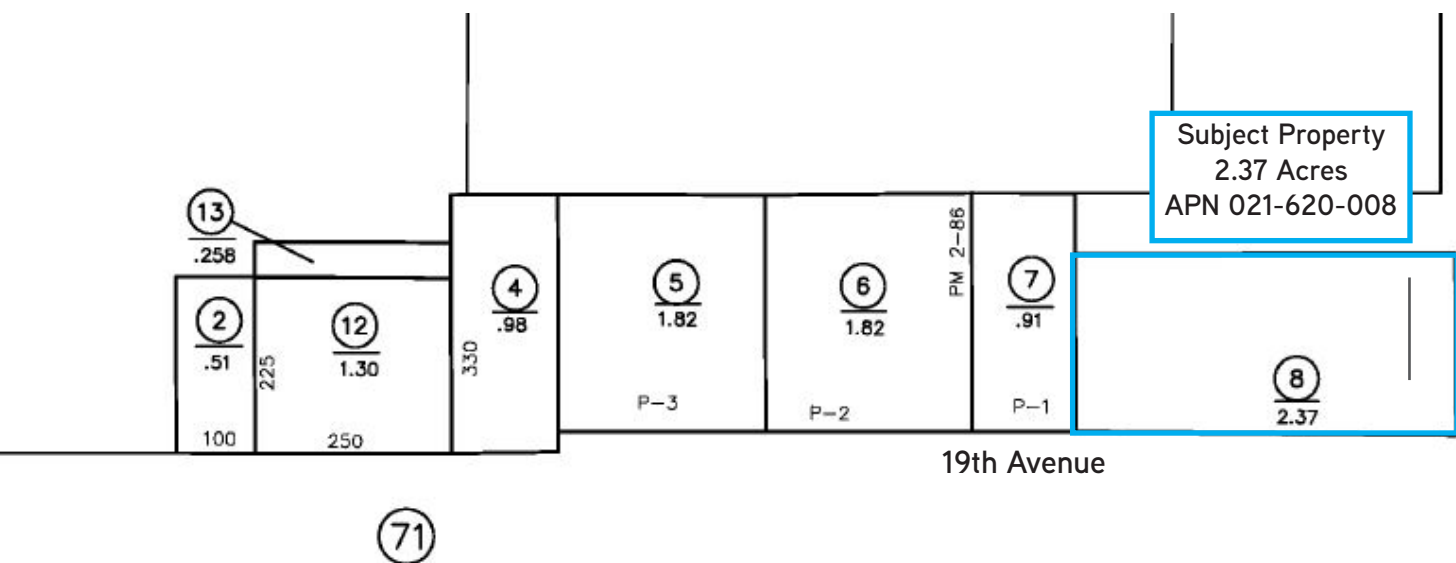 Subject Property
2.37 Acres
APN 021-620-008
13
.258
2
.51
225
100
12
1.30
250
330
4
.98
5
1.82
P-3
6
1.82
P-2
PM 2-86
7
.91
P-1
8
2.37
19th Avenue
71